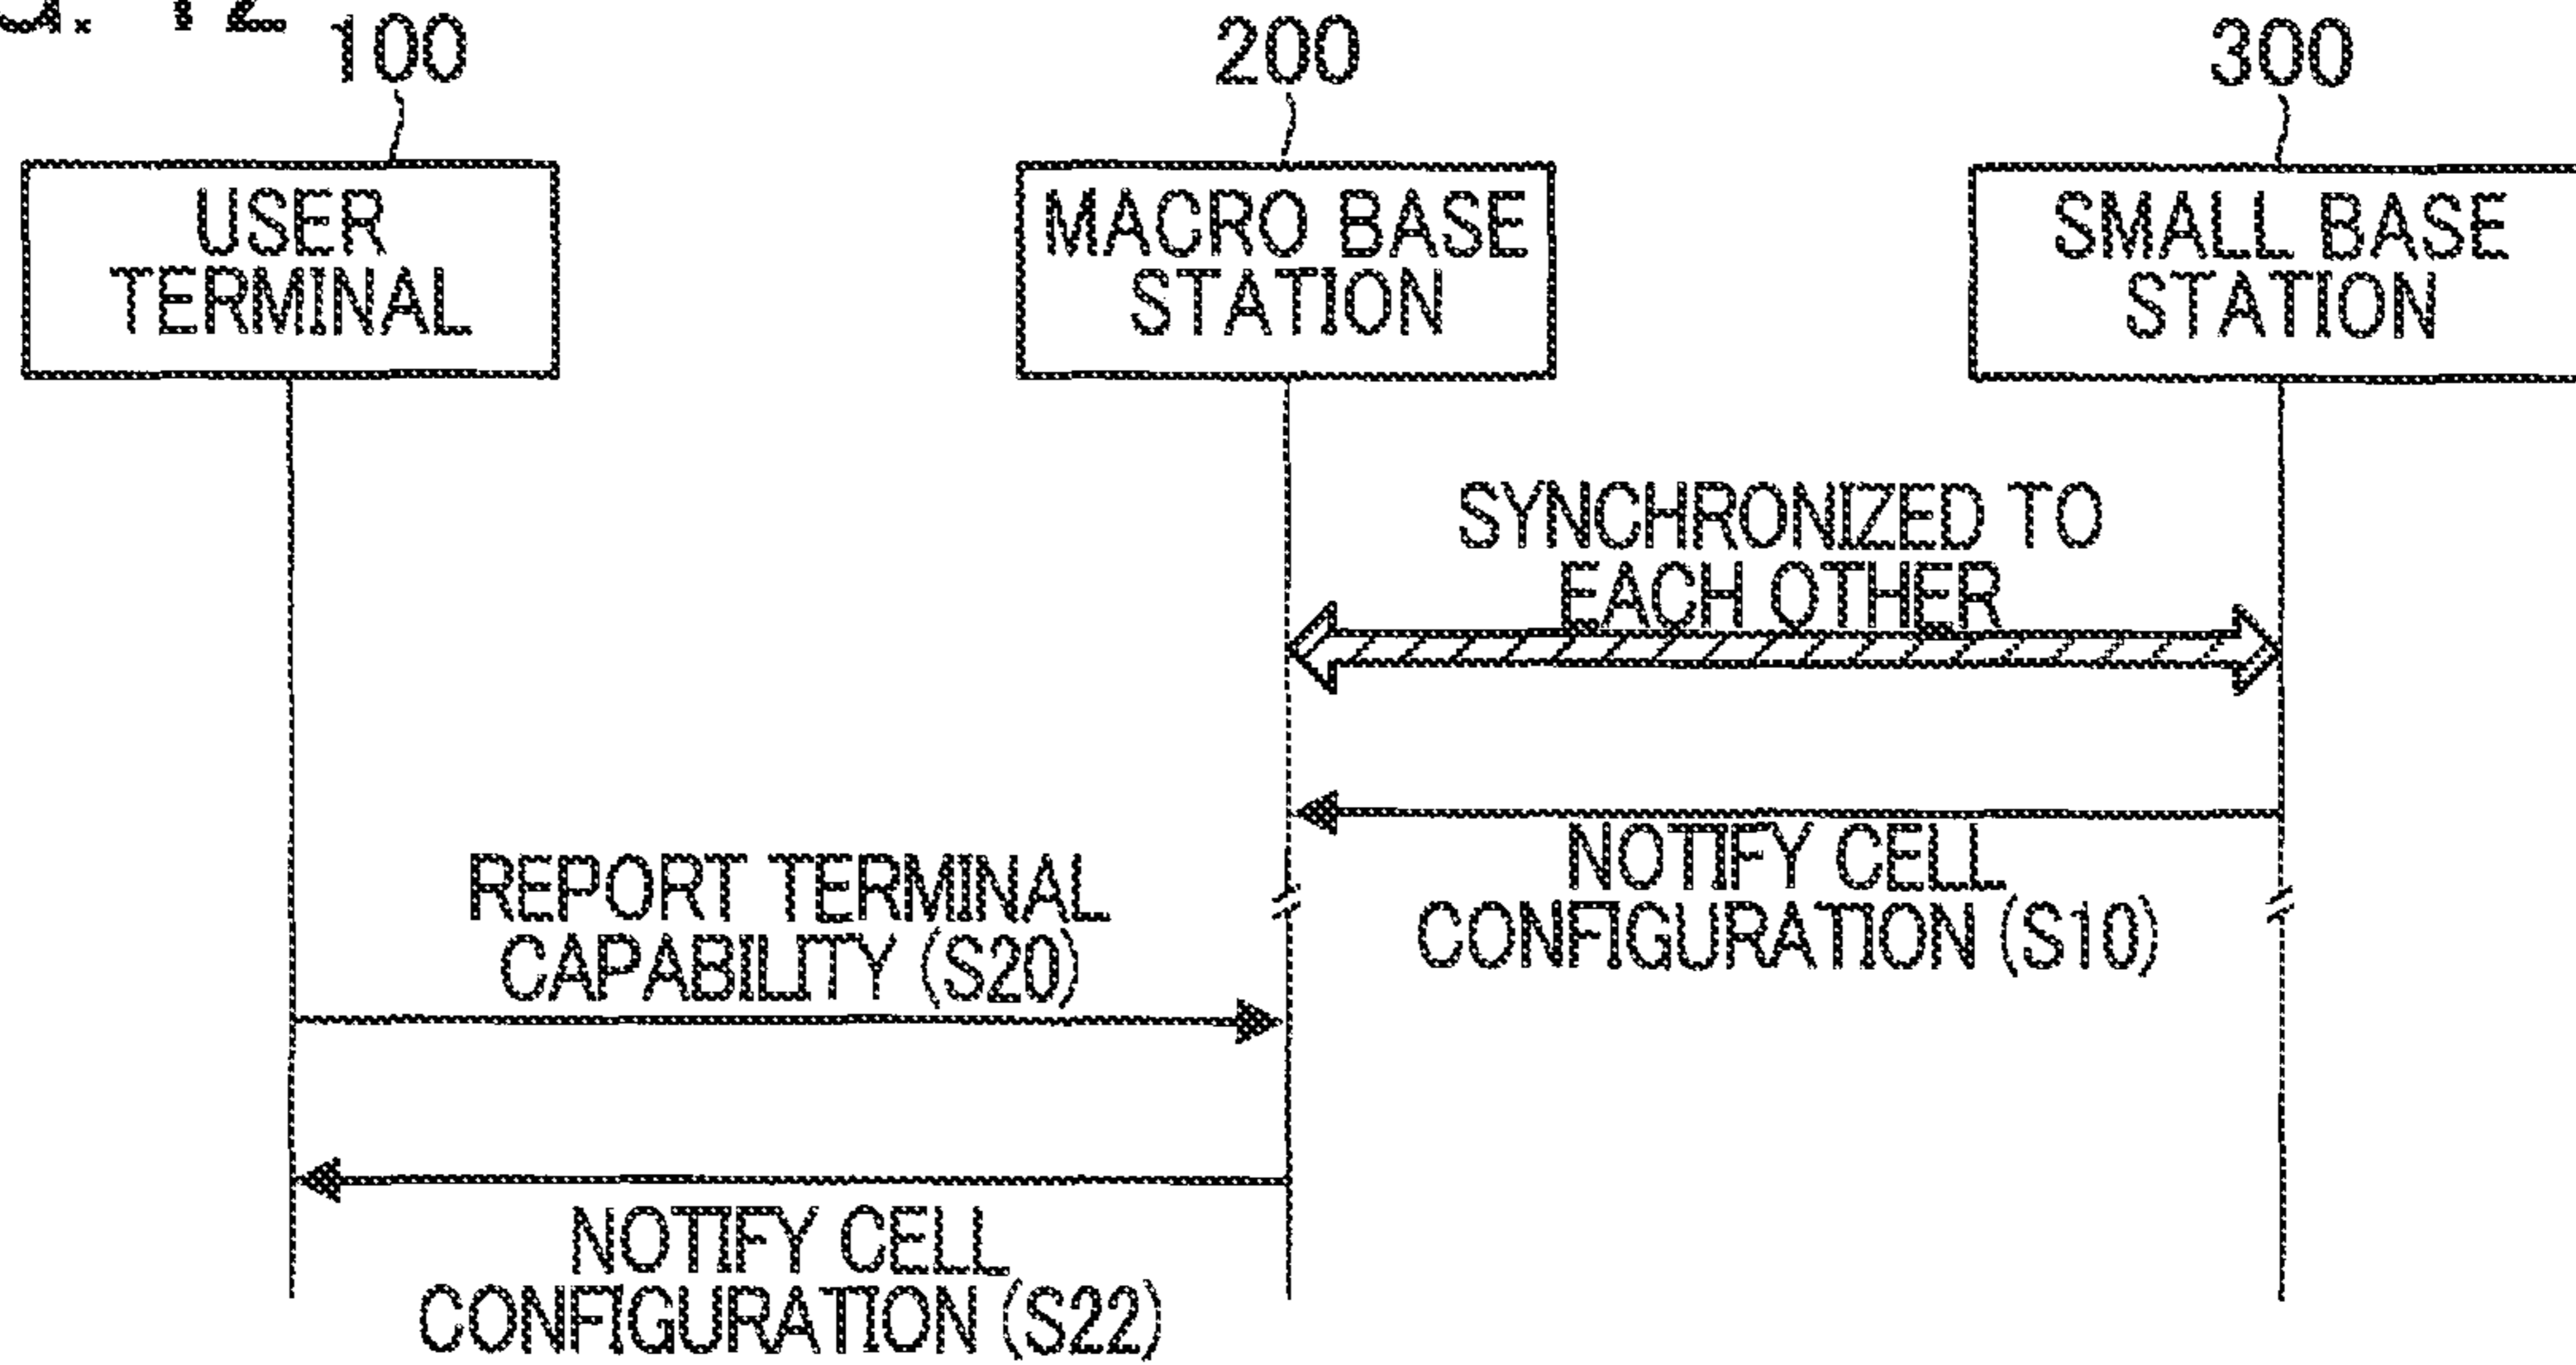 12
100
200
300
USER
TERMINAL
MACRO BASE
STATION
SMALL BASE
STATION
SYNCHRONIZED TO
EACH OTHER
NOTIFY CELL
CONFIGURATION (S10)
REPORT TERMINAL
CAPABILITY (S20)
NOTIFY CELL
CONFIGURATION (S22)